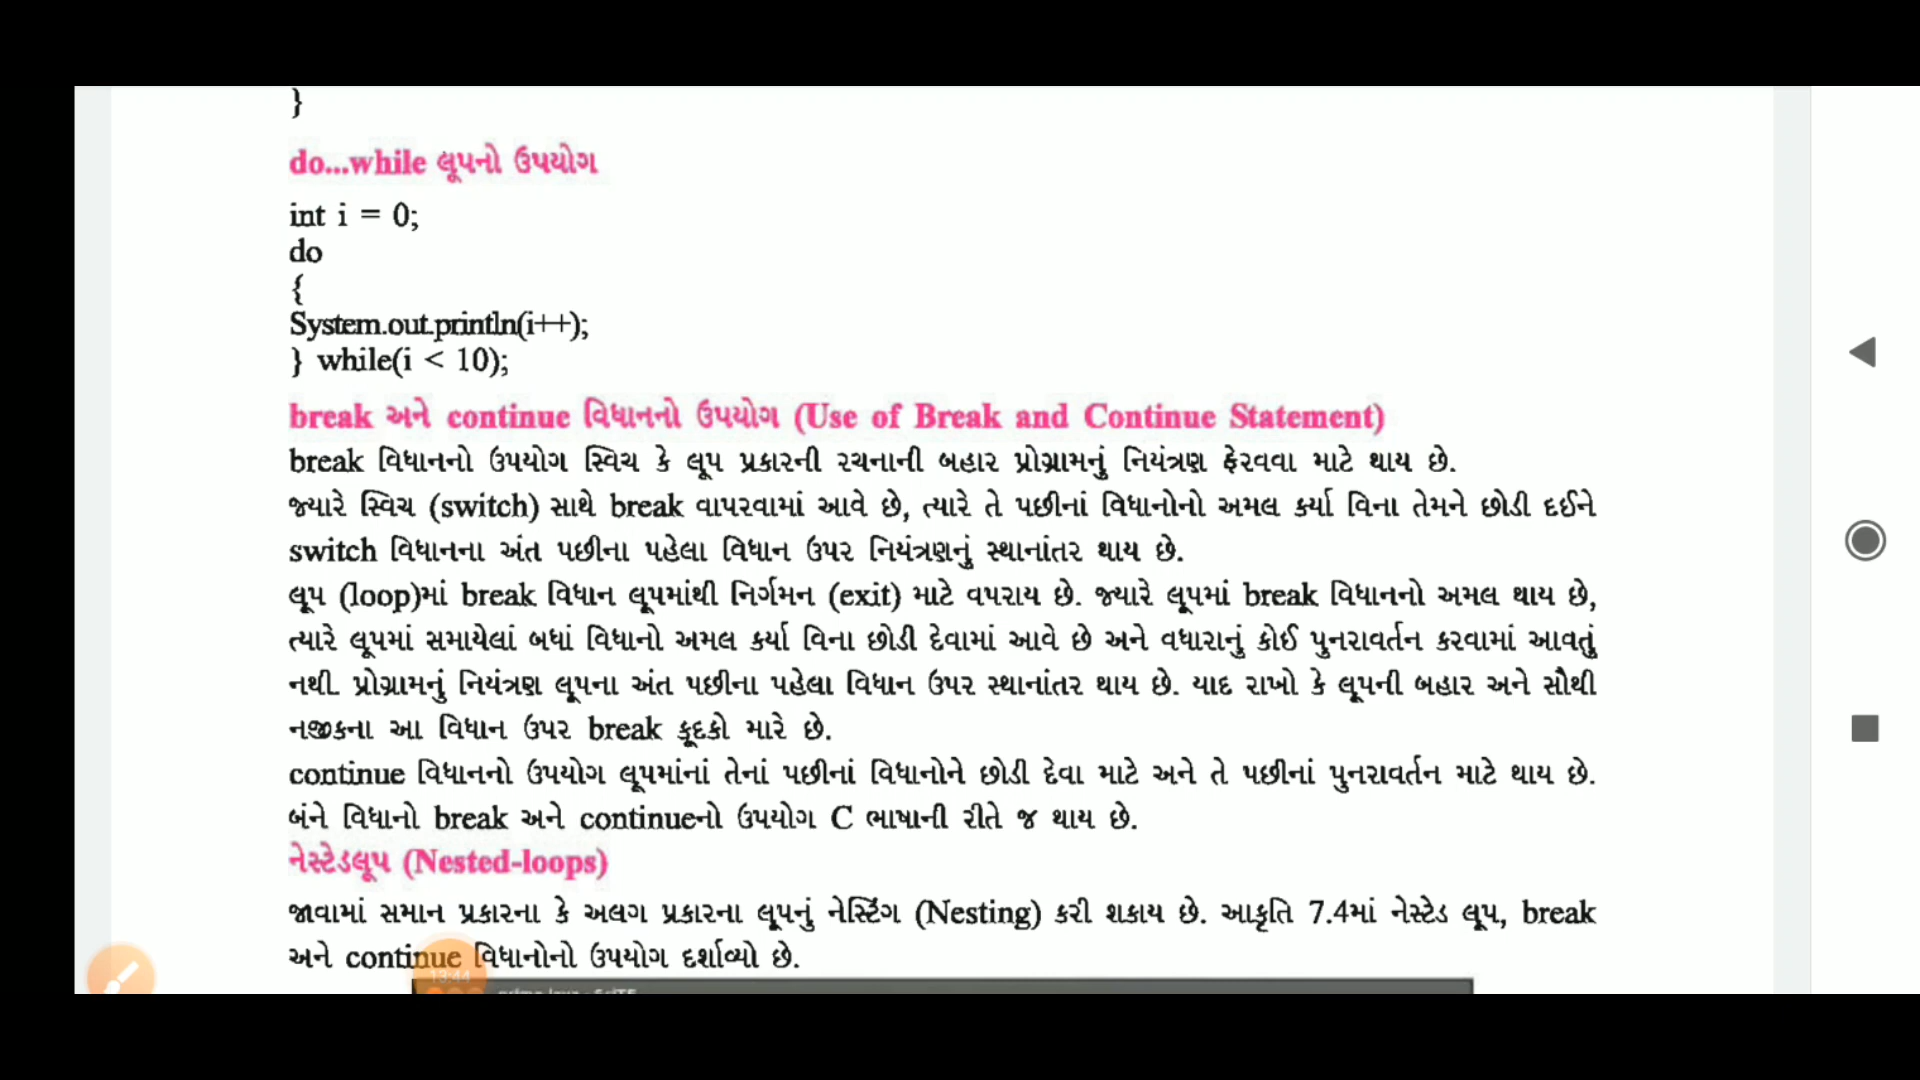 }
do...while લૂપનો ઉપયોગ
int i = 0;
do
{
System.out.println(i++);
} while(i < 10);
break અને continue વિધાનનો ઉપયોગ (Use of Break and Continue Statement)
break વિધાનનો ઉપયોગ સ્વિચ કે લૂપ પ્રકારની રચનાની બહાર પ્રોગ્રામનું નિયંત્રણ ફેરવવા માટે થાય છે.
જ્યારે સ્વિચ (switch) સાથે break વાપરવામાં આવે છે, ત્યારે તે પછીનાં વિધાનોનો અમલ કર્યા વિના તેમને છોડી દઈને
switch વિધાનના અંત પછીના પહેલા વિધાન ઉપર નિયંત્રણનું સ્થાનાંતર થાય છે.
લૂપ (loop)માં break વિધાન લૂપમાંથી નિર્ગમન (exit) માટે વપરાય છે. જ્યારે લૂપમાં break વિધાનનો અમલ થાય છે,
ત્યારે લૂપમાં સમાયેલાં બધાં વિધાનો અમલ કર્યા વિના છોડી દેવામાં આવે છે અને વધારાનું કોઈ પુનરાવર્તન કરવામાં આવતું
નથી. પ્રોગ્રામનું નિયંત્રણ લૂપના અંત પછીના પહેલા વિધાન ઉપર સ્થાનાંતર થાય છે. યાદ રાખો કે લૂપની બહાર અને સૌથી
નજીકના આ વિધાન ઉપર break કૂદકો મારે છે.
continue વિધાનનો ઉપયોગ લૂપમાંનાં તેનાં પછીનાં વિધાનોને છોડી દેવા માટે અને તે પછીનાં પુનરાવર્તન માટે થાય છે.
બંને વિધાનો break અને continueનો ઉપયોગ C ભાષાની રીતે જ થાય છે.
નેસ્ટેડલૂપ (Nested-loops)
જાવામાં સમાન પ્રકારના કે અલગ પ્રકારના લૂપનું નેસ્ટિંગ (Nesting) કરી શકાય છે. આકૃતિ 7.4માં નેસ્ટેડ લૂપ, break
અને continue વિધાનોનો ઉપયોગ દર્શાવ્યો છે.
13:44